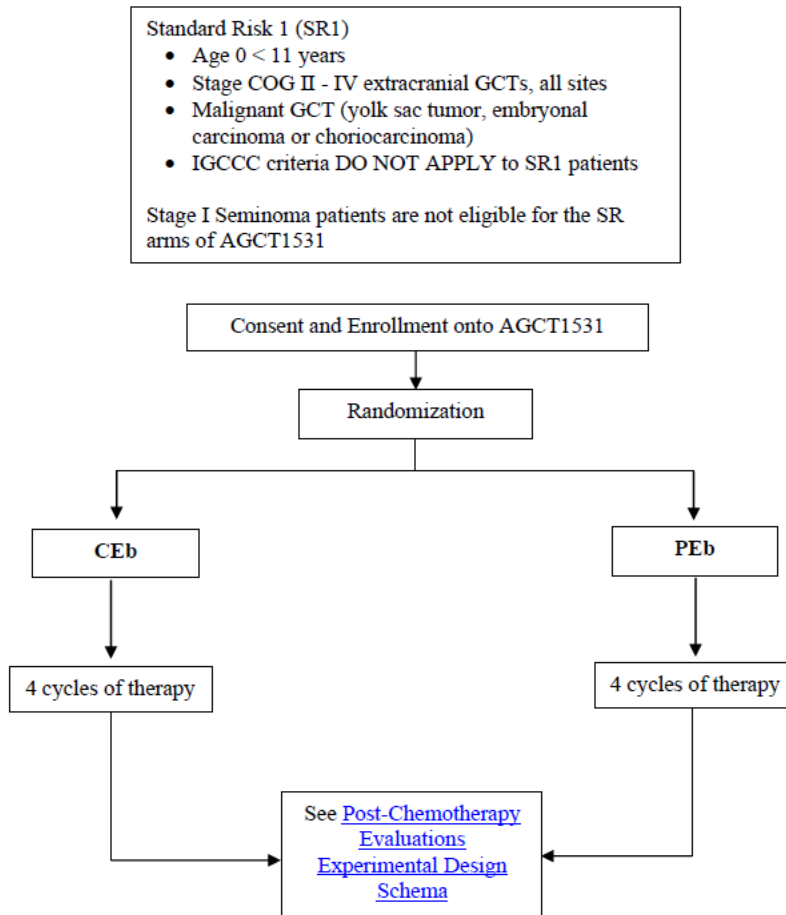 Standard Risk 1 (SR1)
• Age 0 < 11 years
• Stage COG II - IV extracranial GCTs, all sites
• Malignant GCT (yolk sac tumor, embryonal
carcinoma or choriocarcinoma)
• IGCCC criteria DO NOT APPLY to SR1 patients
Stage I Seminoma patients are not eligible for the SR
arms of AGCT1531
Consent and Enrollment onto AGCT1531
Randomization
CEb
PEb
4 cycles of therapy
4 cycles of therapy
See Post-Chemotherapy
Evaluations
Experimental Design
Schema